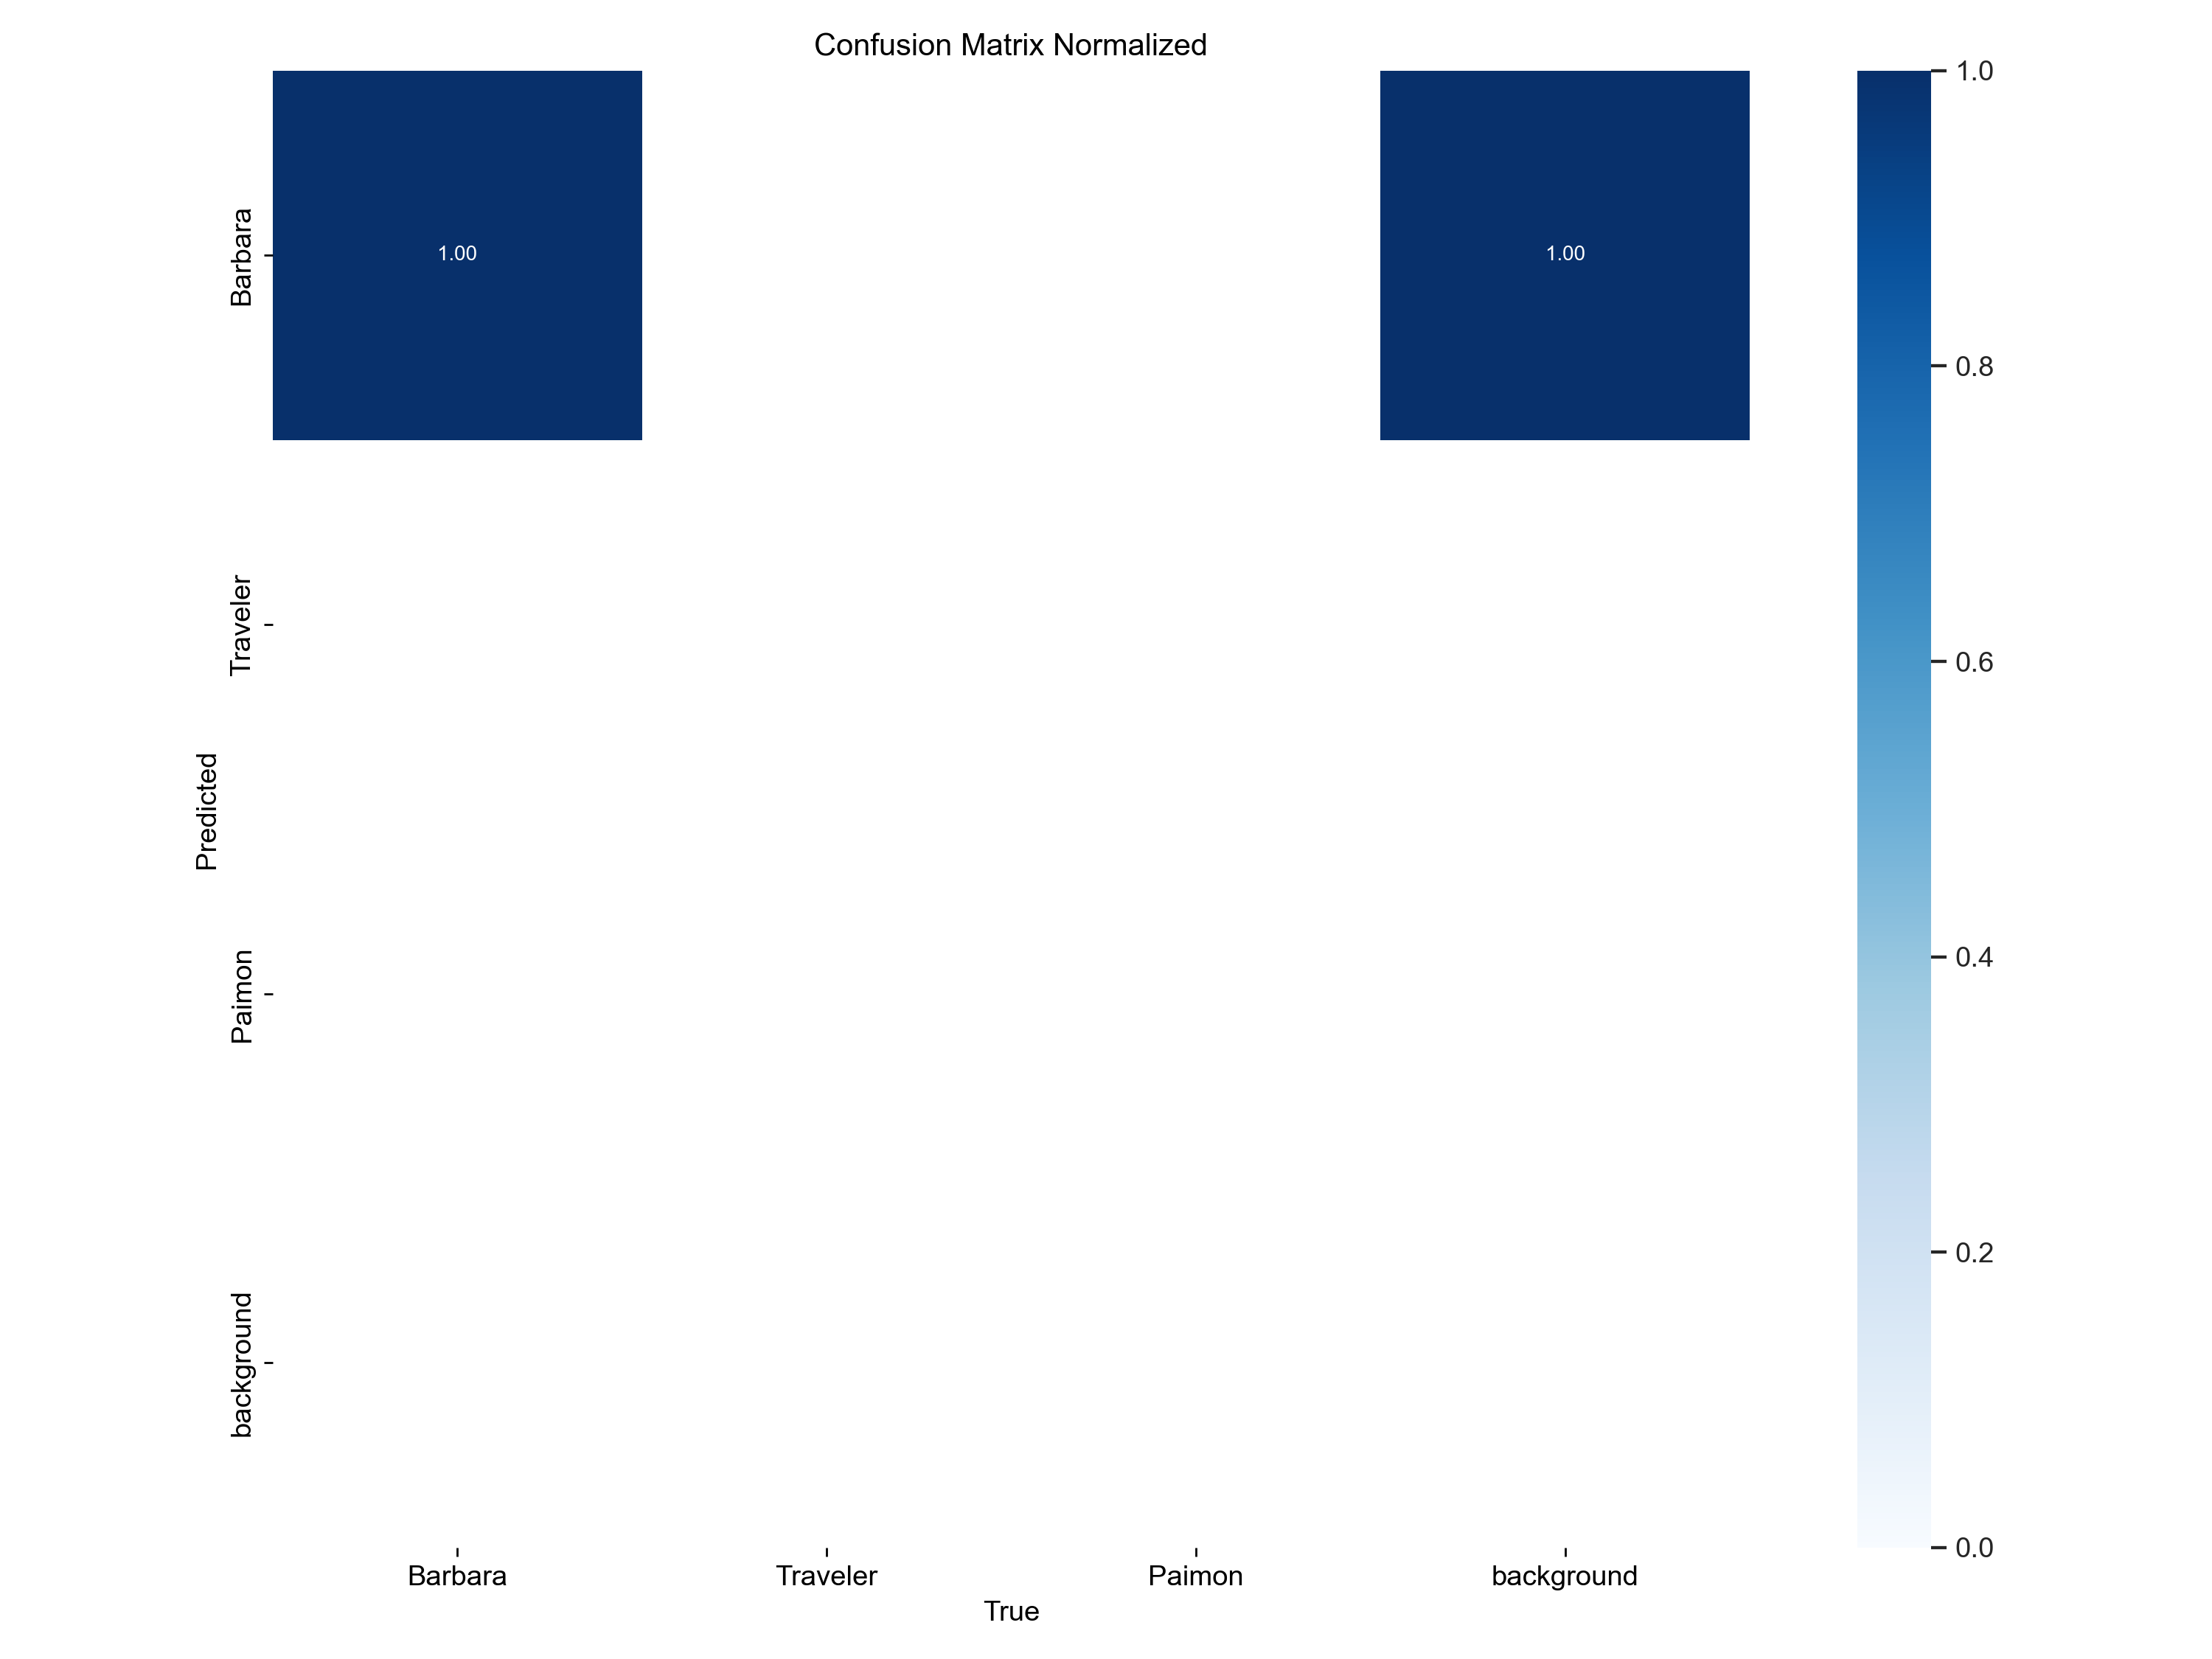 Confusion Matrix Normalized
Barbara
Traveler
Paimon
background
Predicted
1.00
1.00
Barbara
Traveler
Paimon
background
True
1.0
0.8
0.6
0.4
0.2
0.0